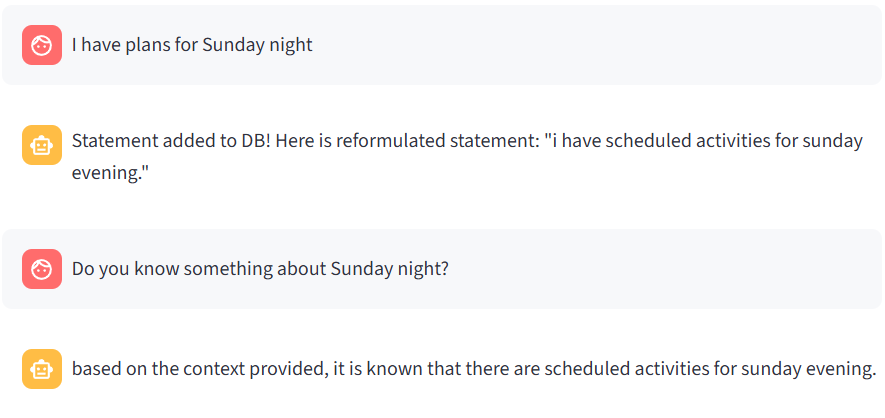 I have plans for Sunday night
Statement added to DB! Here is reformulated statement: "i have scheduled activities for sunday
evening."
Do you know something about Sunday night?
based on the context provided, it is known that there are scheduled activities for sunday evening.